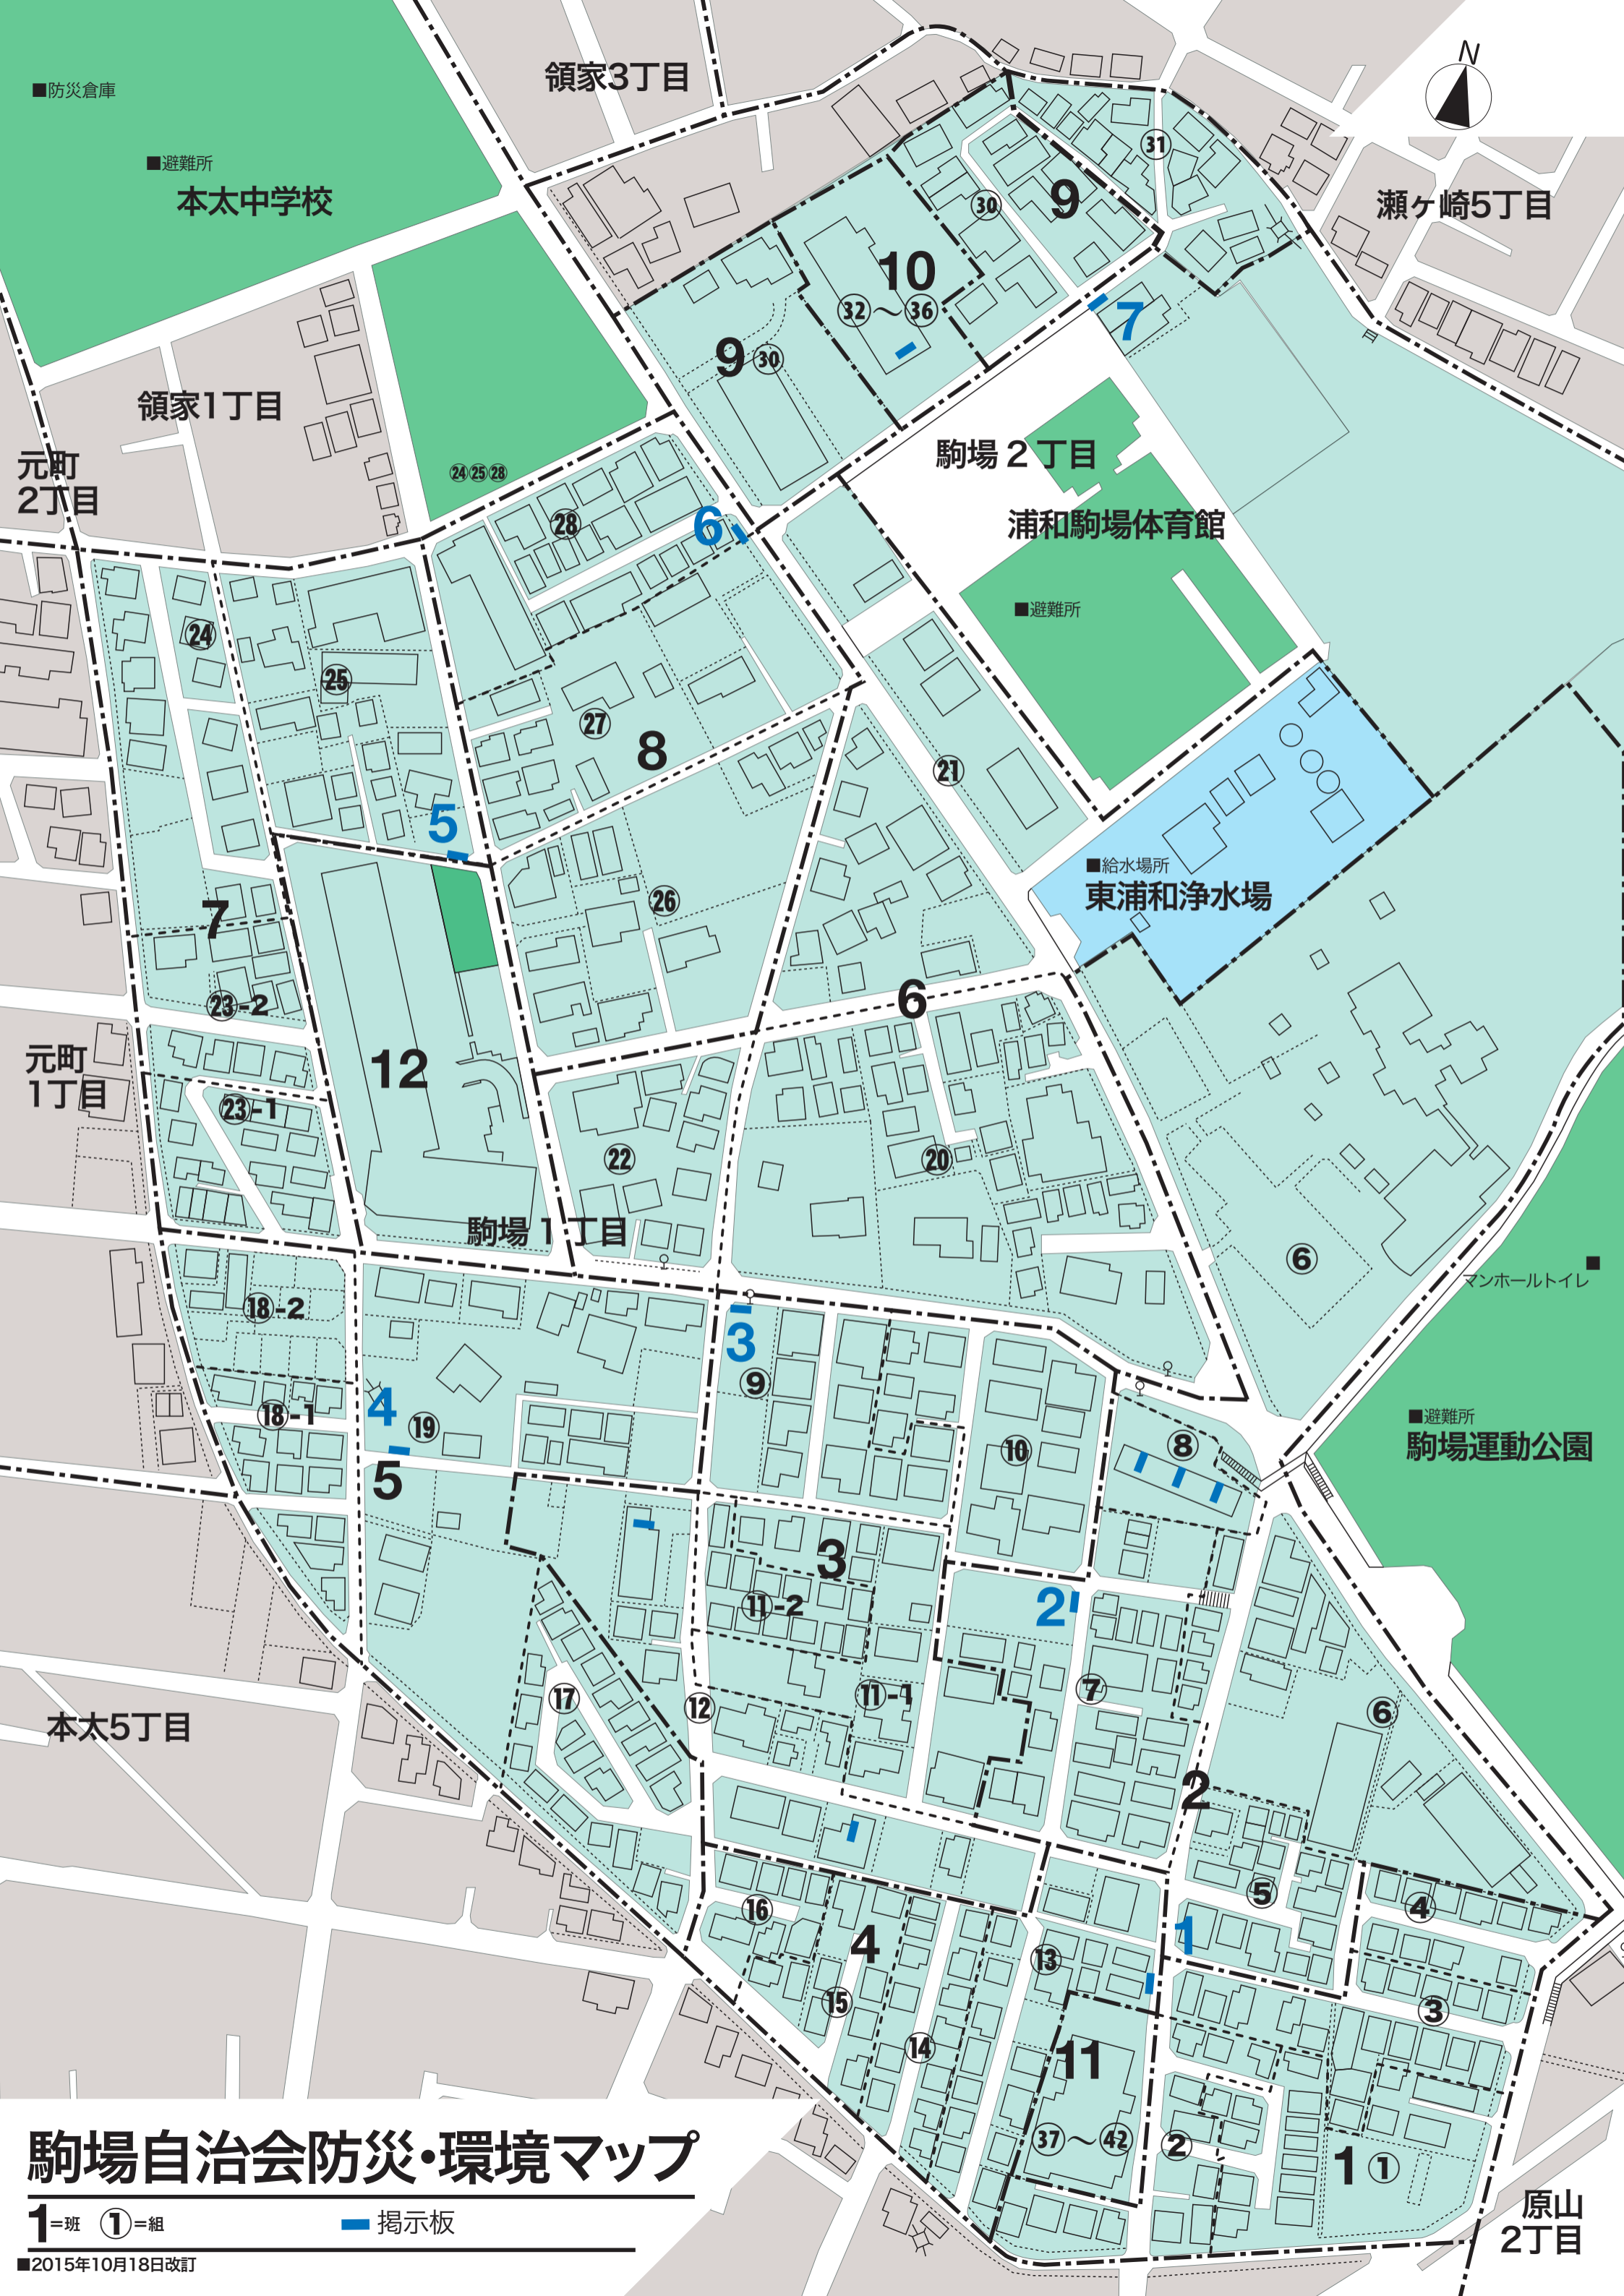 N
■防災倉庫
領家3丁目
■避難所
本太中学校
31
瀬ヶ崎5丁目
9
30
10
32〜36
7
9 30
領家1丁目
駒場2丁目
元町
2丁目
24 25 28
28
6
浦和駒場体育館
■避難所
24
25
27
8
21
5
■給水場所
東浦和浄水場
26
7
6
23-2
元町
1丁目
12
23-1
22
20
駒場1丁目
6
■
マンホールトイレ
18-2
3
9
4
18-1
19
■避難所
駒場運動公園
10
8
5
3
11-2
2
17
12
11-1
7
6
本太5丁目
2
5
4
16
4
1
13
15
3
14
11
37〜42
2
1 1
駒場自治会防災・環境マップ
1=班 ①=組
掲示板
原山
2丁目
■2015年10月18日改訂